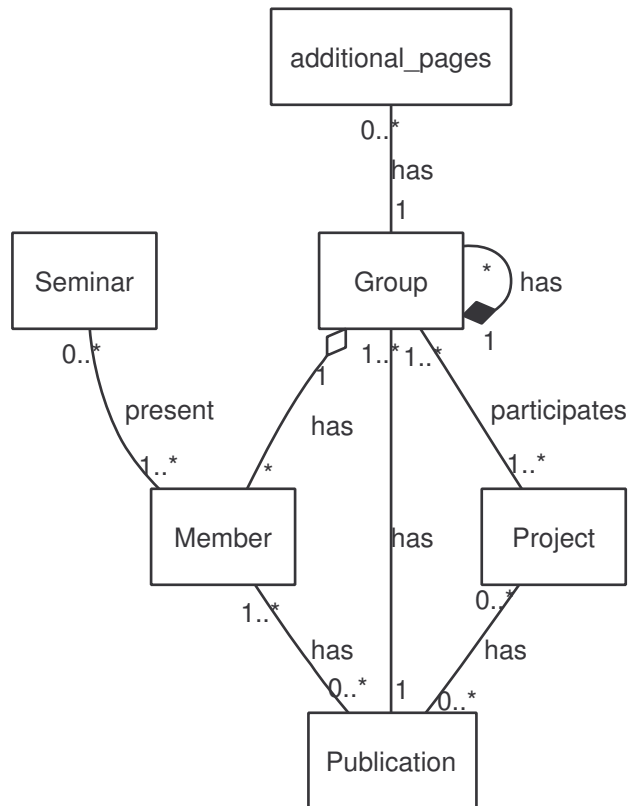 additional_pages
0..*
has
1
Seminar
Group
*
has
1
0..*
1
1..*
1..*
present
has
participates
1..*
*
1..*
Member
has
Project
1..*
0..*
has
has
0..*
1
0..*
Publication